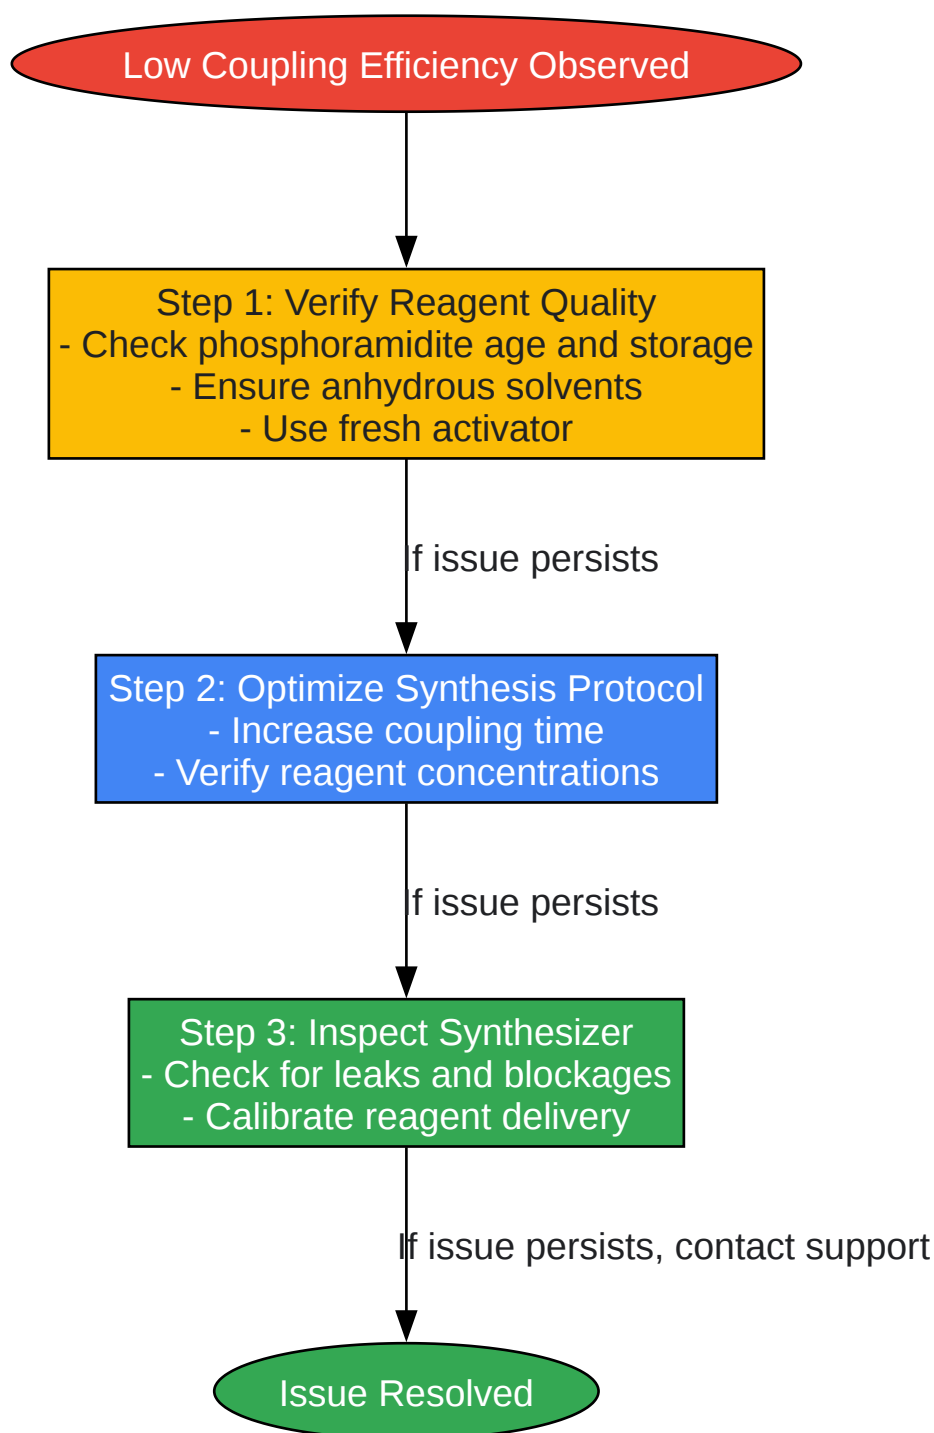 Low Coupling Efficiency Observed
Step 1: Verify Reagent Quality
- Check phosphoramidite age and storage
- Ensure anhydrous solvents
- Use fresh activator
If issue persists
Step 2: Optimize Synthesis Protocol
- Increase coupling time
- Verify reagent concentrations
If issue persists
Step 3: Inspect Synthesizer
- Check for leaks and blockages
- Calibrate reagent delivery
If issue persists, contact support
Issue Resolved